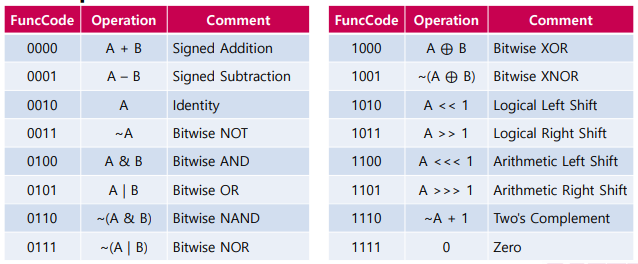 FuncCode Operation Comment
0000 A + B Signed Addition
0001 A – B Signed Subtraction
0010 A Identity
0011 ~A Bitwise NOT
0100 A & B Bitwise AND
0101 A | B Bitwise OR
0110 ~(A & B) Bitwise NAND
0111 ~(A | B) Bitwise NOR
FuncCode Operation Comment
1000 A ⊕ B Bitwise XOR
1001 ~(A ⊕ B) Bitwise XNOR
1010 A << 1 Logical Left Shift
1011 A >> 1 Logical Right Shift
1100 A <<< 1 Arithmetic Left Shift
1101 A >>> 1 Arithmetic Right Shift
1110 ~A + 1 Two's Complement
1111 0 Zero